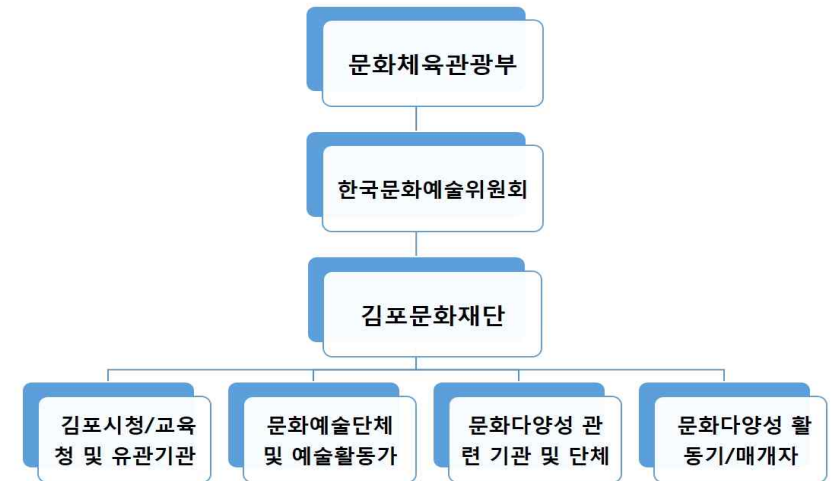 문화체육관광부
한국문화예술위원회
김포문화재단
김포시청/교육
청 및 유관기관
문화예술단체
및 예술활동가
문화다양성 관
련 기관 및 단체
문화다양성 활
동기/매개자